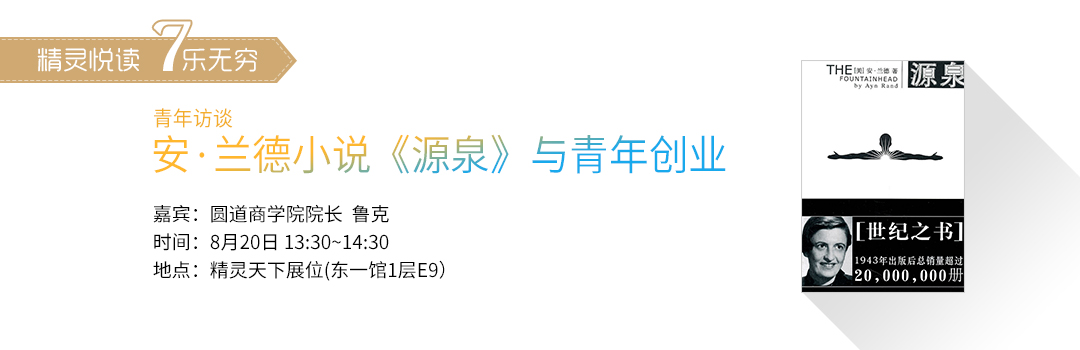 精灵悦读 7 乐无穷
青年访谈
安·兰德小说《源泉》与青年创业
嘉宾：圆道商学院院长 鲁克
时间：8月20日 13:30~14:30
地点：精灵天下展位(东一馆1层E9）
THE [美] 安·兰德 著 源泉
FOUNTAINHEAD
by Ayn Rand
[世纪之书]
1943年出版后总销量超过
20,000,000册